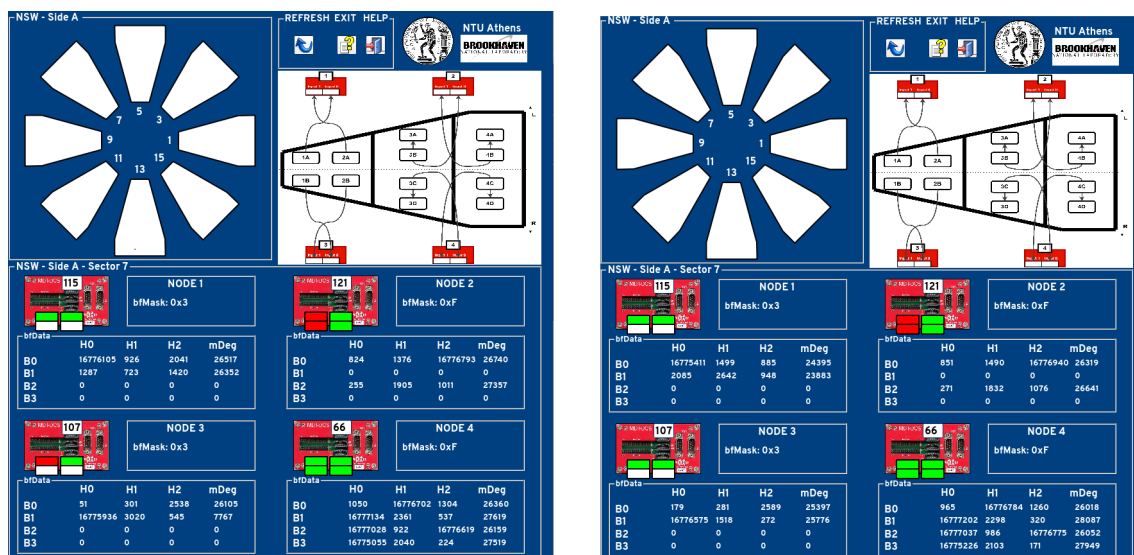 NSW - Side A
REFRESH EXIT HELP
NTU Athens
BROOKHAVEN
NATIONAL LABORATORY
5
7 3
9 1
11 15
13
1 2
Input 1 Input 1
1A 2A 3A 4A
3B 4B
1B 2B 3C 4C
3D 4D
L
R
3 4
NSW - Side A - Sector 7
115 NODE 1
bfMask: 0x3
bfData
H0 H1 H2 mDeg
B0 16776105 926 2041 26517
B1 1287 723 1420 26352
B2 0 0 0 0
B3 0 0 0 0
121 NODE 2
bfMask: 0xF
bfData
H0 H1 H2 mDeg
B0 824 1376 16776793 26740
B1 0 0 0 0
B2 255 1905 1011 27357
B3 0 0 0 0
107 NODE 3
bfMask: 0x3
bfData
H0 H1 H2 mDeg
B0 51 301 2538 26105
B1 16775936 3020 545 7767
B2 0 0 0 0
B3 0 0 0 0
66 NODE 4
bfMask: 0xF
bfData
H0 H1 H2 mDeg
B0 1050 16776702 1304 26360
B1 16777134 2361 537 27619
B2 16777028 922 16776619 26159
B3 16775055 2040 224 27519
NSW - Side A
REFRESH EXIT HELP
NTU Athens
BROOKHAVEN
NATIONAL LABORATORY
5
7 3
9 1
11 15
13
1 2
1A 2A 3A 4A
3B 4B
1B 2B 3C 4C
3D 4D
L
R
3 4
NSW - Side A - Sector 7
115 NODE 1
bfMask: 0x3
bfData
H0 H1 H2 mDeg
B0 16775411 1499 885 24395
B1 2085 2642 948 23883
B2 0 0 0 0
B3 0 0 0 0
121 NODE 2
bfMask: 0xF
bfData
H0 H1 H2 mDeg
B0 851 1490 16776940 26319
B1 0 0 0 0
B2 271 1832 1076 26641
B3 0 0 0 0
107 NODE 3
bfMask: 0x3
bfData
H0 H1 H2 mDeg
B0 179 281 2589 25397
B1 16776575 1518 272 25776
B2 0 0 0 0
B3 0 0 0 0
66 NODE 4
bfMask: 0xF
bfData
H0 H1 H2 mDeg
B0 965 16776784 1260 26018
B1 16777202 2298 320 28087
B2 16777037 986 16776775 26052
B3 16775226 2103 171 27949